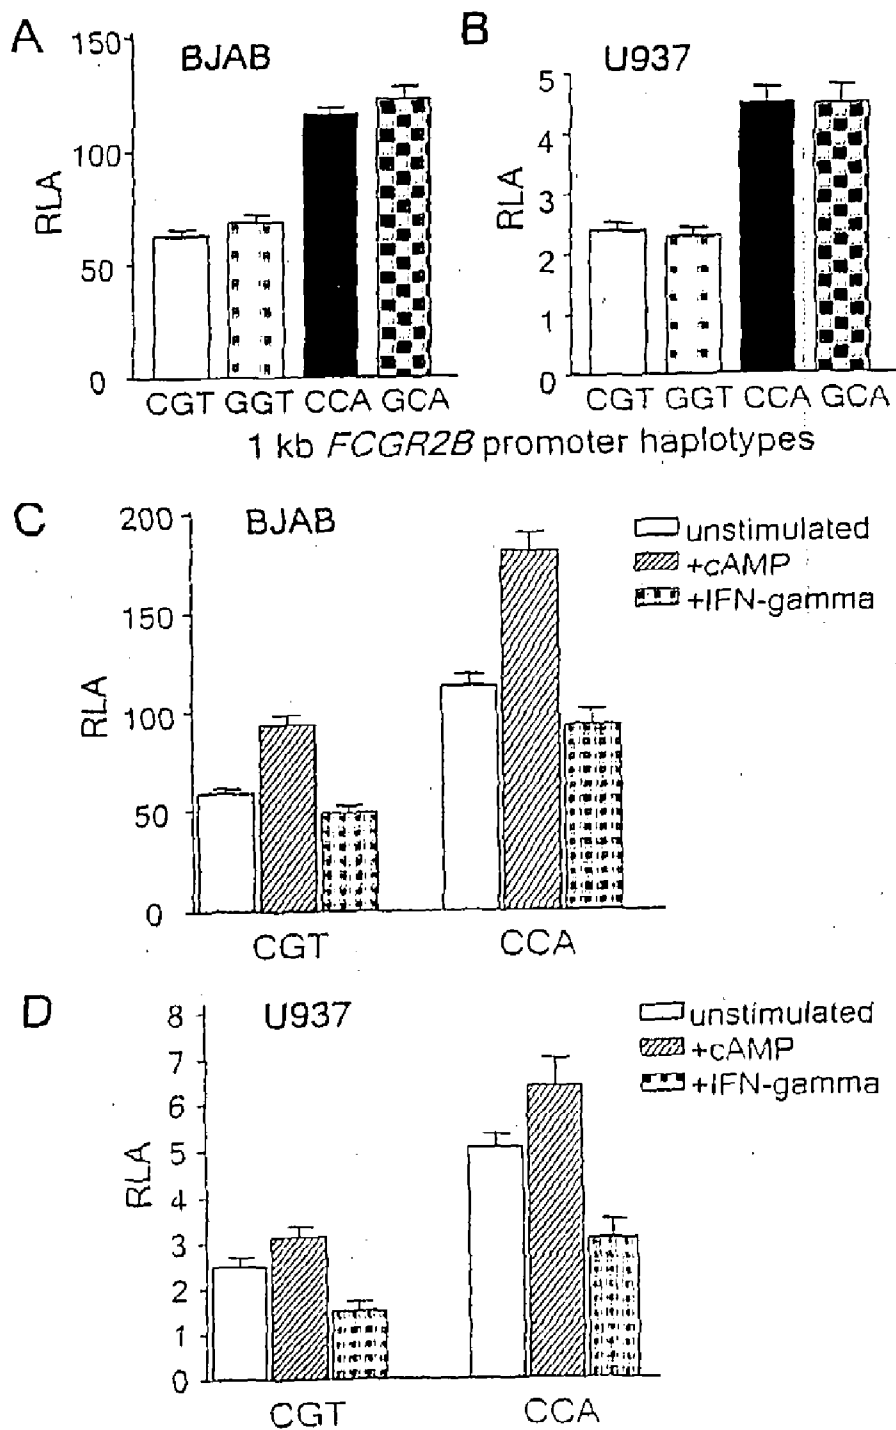 A
BJAB
150
100
50
0
RLA
CGT GGT CCA GCA
B
U937
5
4
3
2
1
0
RLA
CGT GGT CCA GCA
1 kb FCGR2B promoter haplotypes
C
BJAB
200
150
100
50
0
RLA
CGT
CCA
unstimulated
+cAMP
+IFN-gamma
D
U937
8
7
6
5
4
3
2
1
0
RLA
CGT
CCA
unstimulated
+cAMP
+IFN-gamma